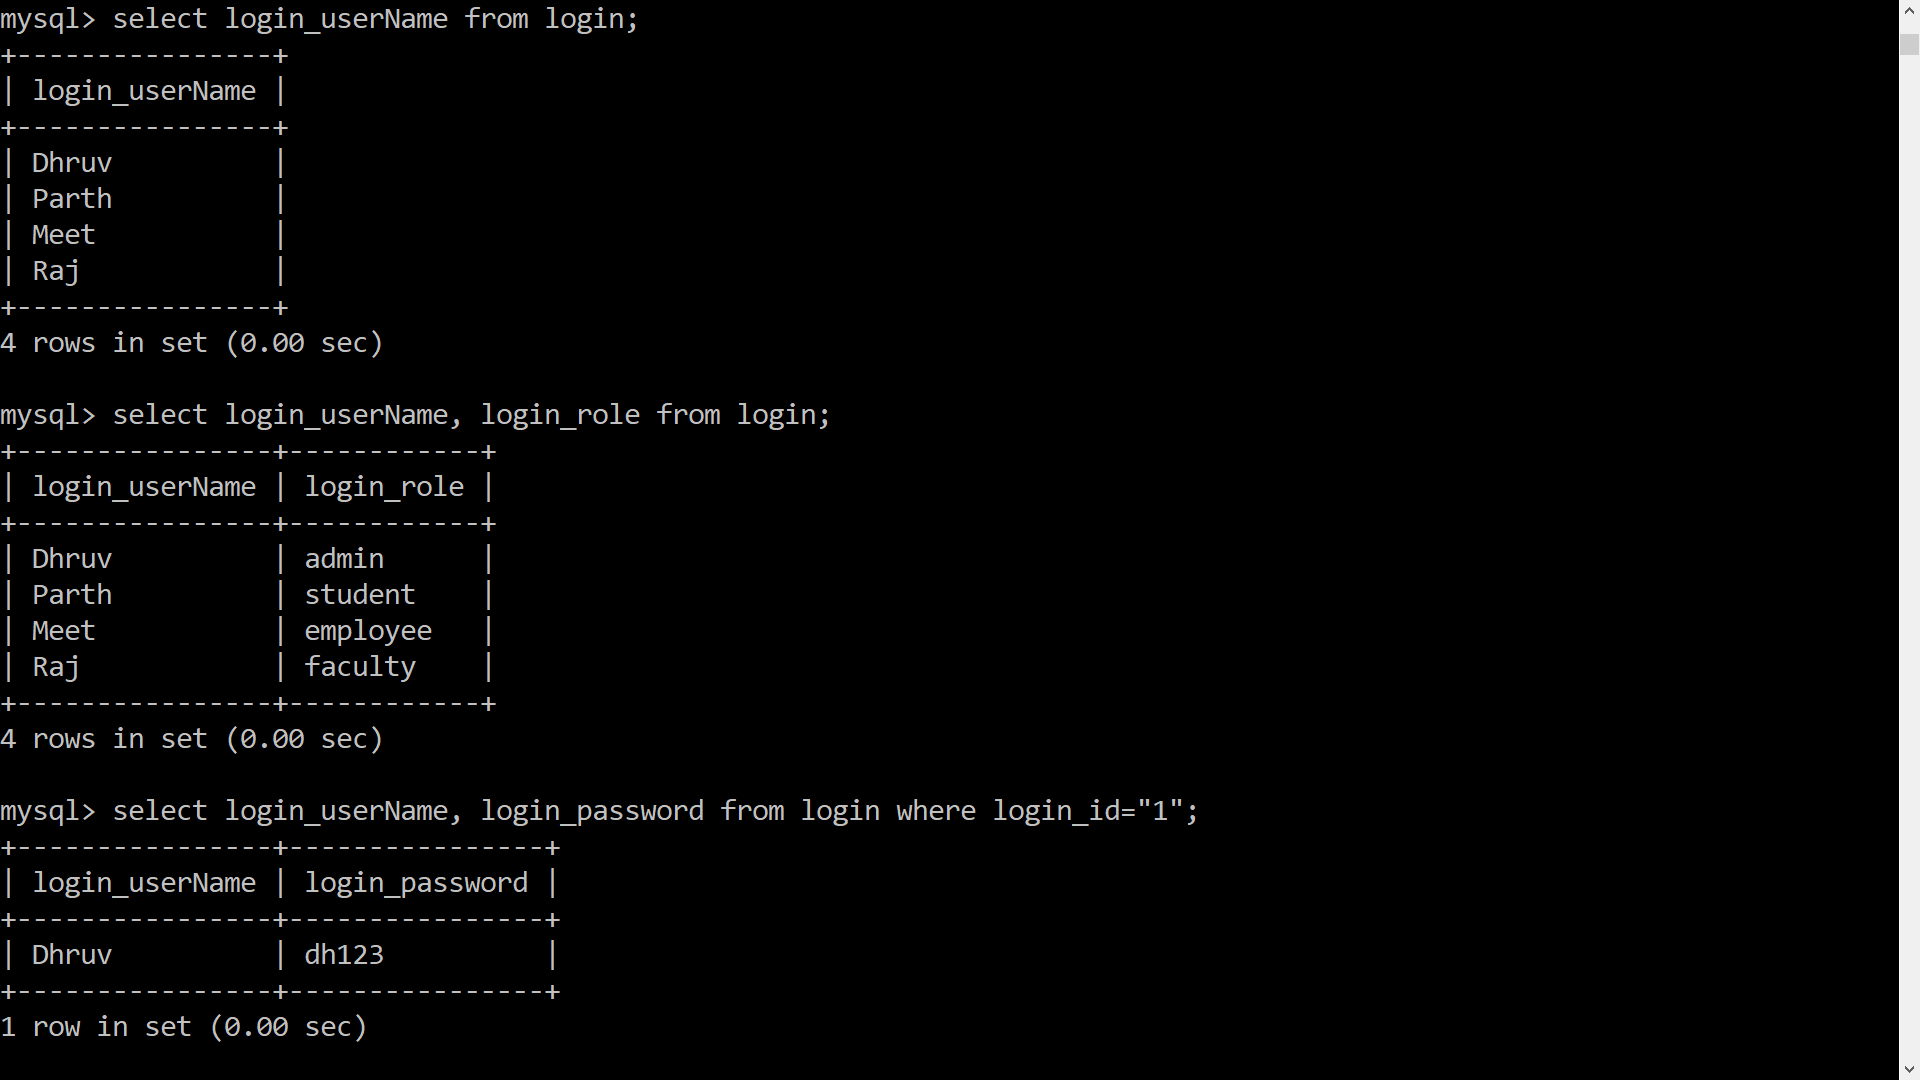 mysql> select login_userName from login;
+----------------+
| login_userName |
+----------------+
| Dhruv          |
| Parth          |
| Meet           |
| Raj            |
+----------------+
4 rows in set (0.00 sec)

mysql> select login_userName, login_role from login;
+----------------+------------+
| login_userName | login_role |
+----------------+------------+
| Dhruv          | admin      |
| Parth          | student    |
| Meet           | employee   |
| Raj            | faculty    |
+----------------+------------+
4 rows in set (0.00 sec)

mysql> select login_userName, login_password from login where login_id="1";
+----------------+----------------+
| login_userName | login_password |
+----------------+----------------+
| Dhruv          | dh123          |
+----------------+----------------+
1 row in set (0.00 sec)